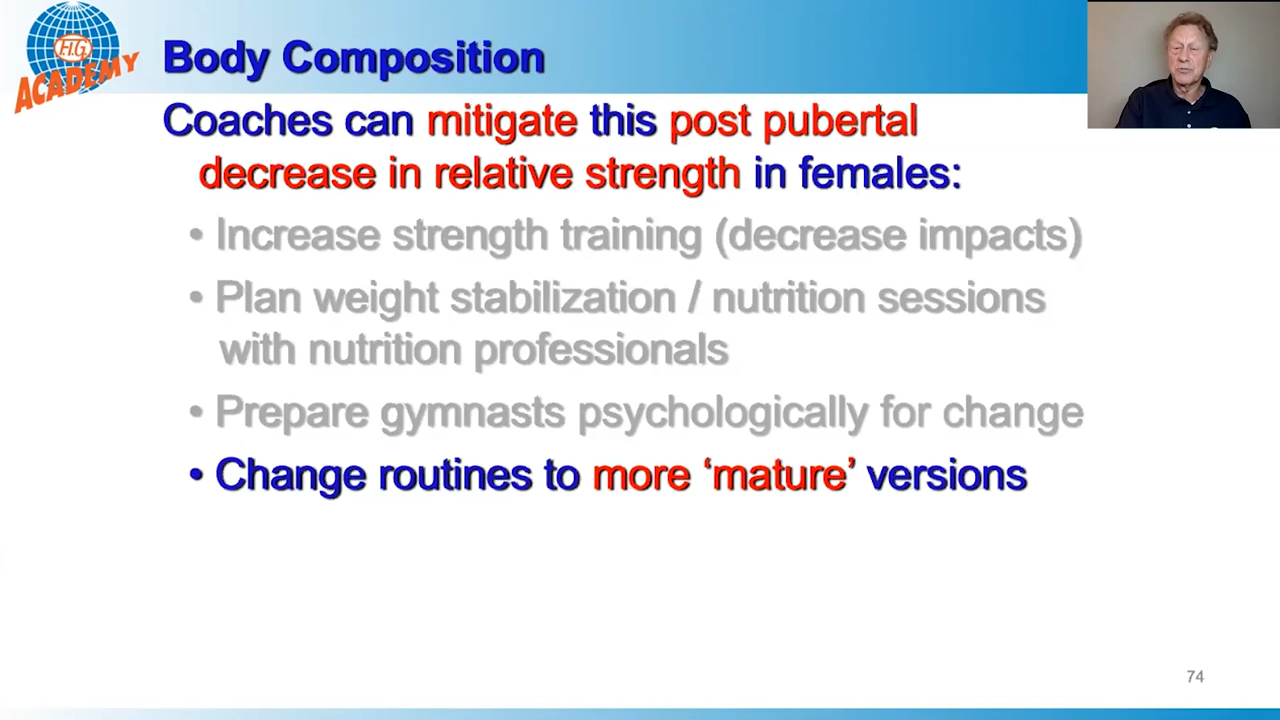 F.I.G.
ACADEMY
Body Composition
Coaches can mitigate this post pubertal
decrease in relative strength in females:
• Increase strength training (decrease impacts)
• Plan weight stabilization / nutrition sessions
with nutrition professionals
• Prepare gymnasts psychologically for change
• Change routines to more ‘mature’ versions
74